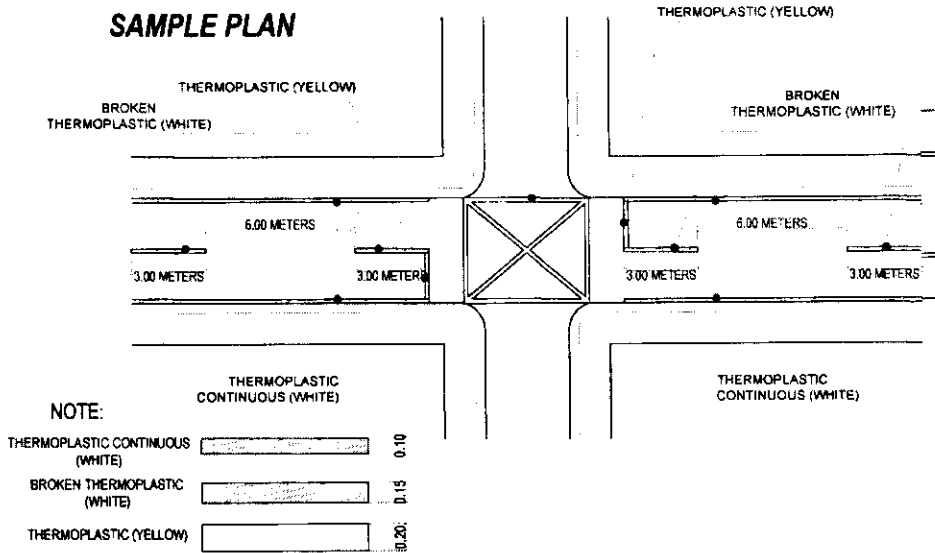 SAMPLE PLAN
THERMOPLASTIC (YELLOW)
THERMOPLASTIC (YELLOW)
BROKEN
THERMOPLASTIC (WHITE)
BROKEN
THERMOPLASTIC (WHITE)
6.00 METERS
6.00 METERS
3.00 METERS
3.00 METERS
3.00 METERS
3.00 METERS
THERMOPLASTIC
CONTINUOUS (WHITE)
THERMOPLASTIC
CONTINUOUS (WHITE)
NOTE:
THERMOPLASTIC CONTINUOUS
(WHITE)
0.10
BROKEN THERMOPLASTIC
(WHITE)
0.15
THERMOPLASTIC (YELLOW)
0.20